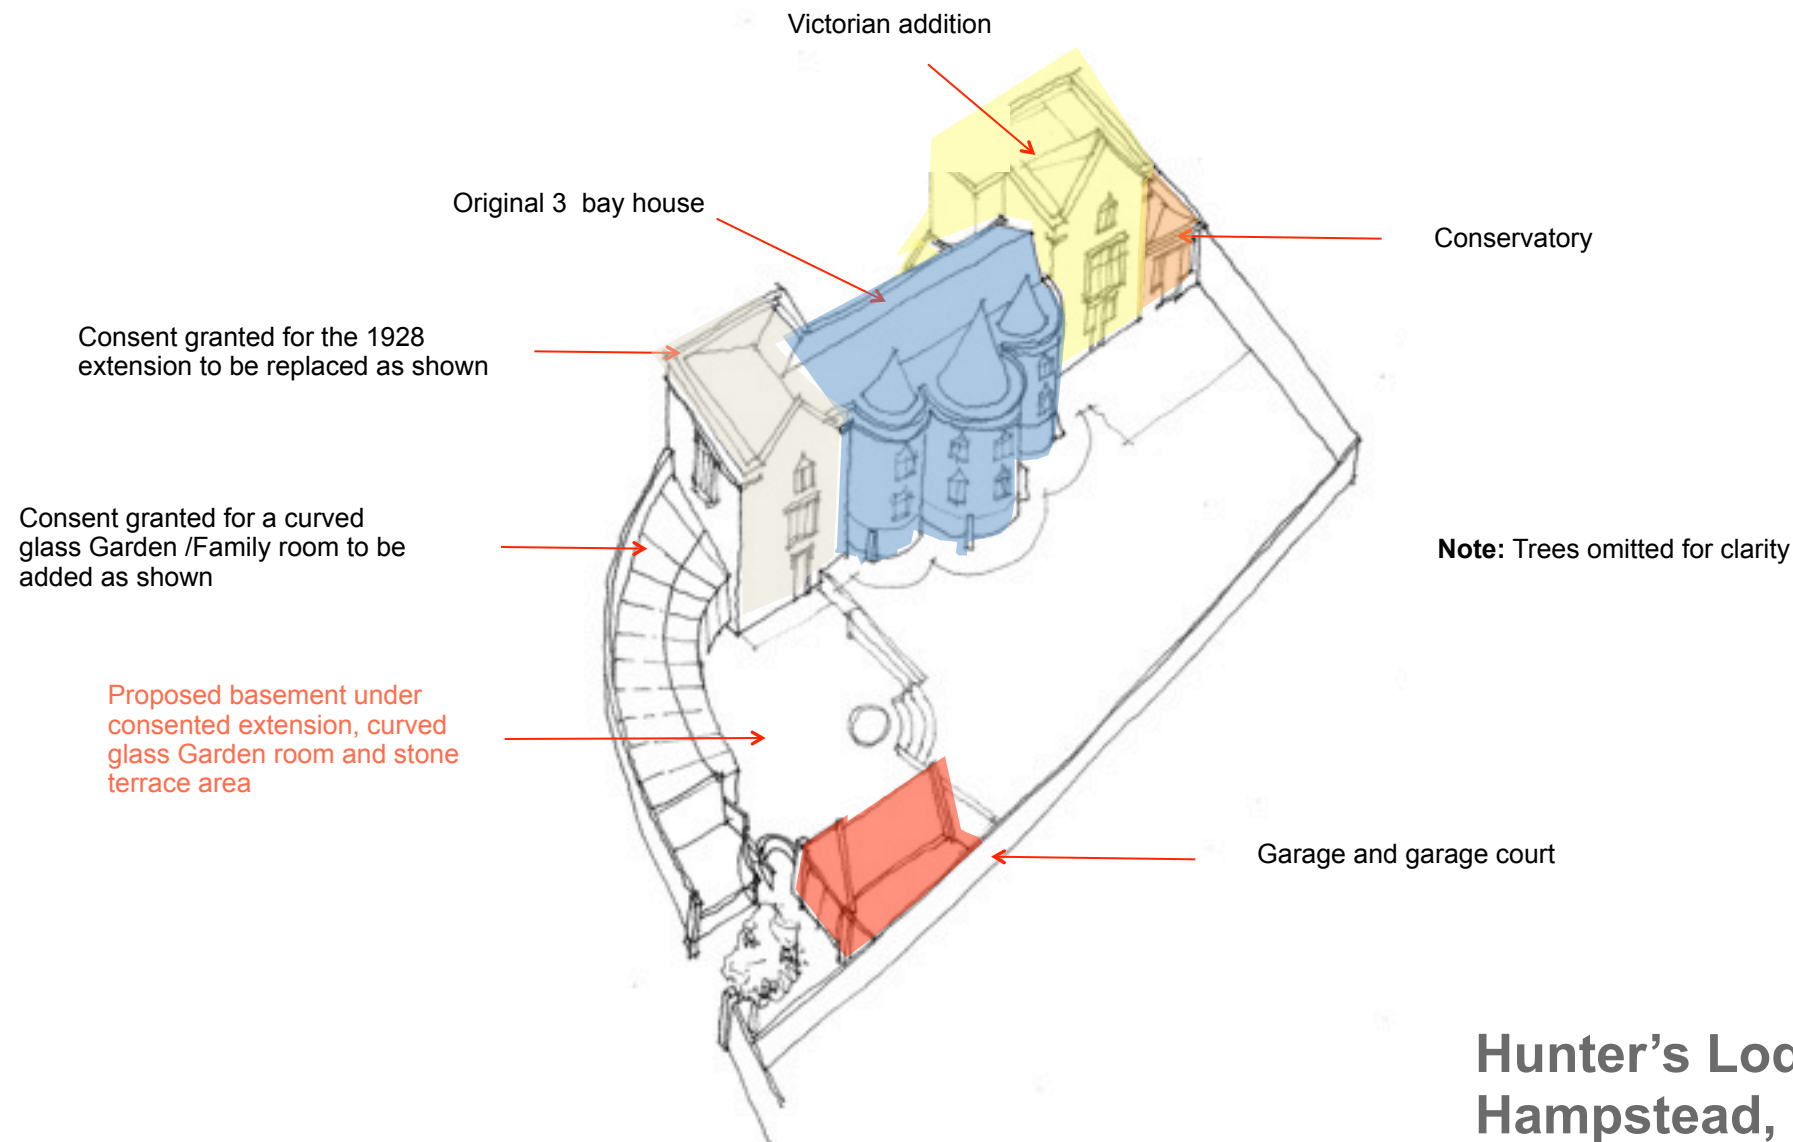 Victorian addition
Original 3 bay house
Conservatory
Consent granted for the 1928
extension to be replaced as shown
Consent granted for a curved
glass Garden /Family room to be
added as shown
Note: Trees omitted for clarity
Proposed basement under
consented extension, curved
glass Garden room and stone
terrace area
Garage and garage court
Hunter’s
Hampstead,